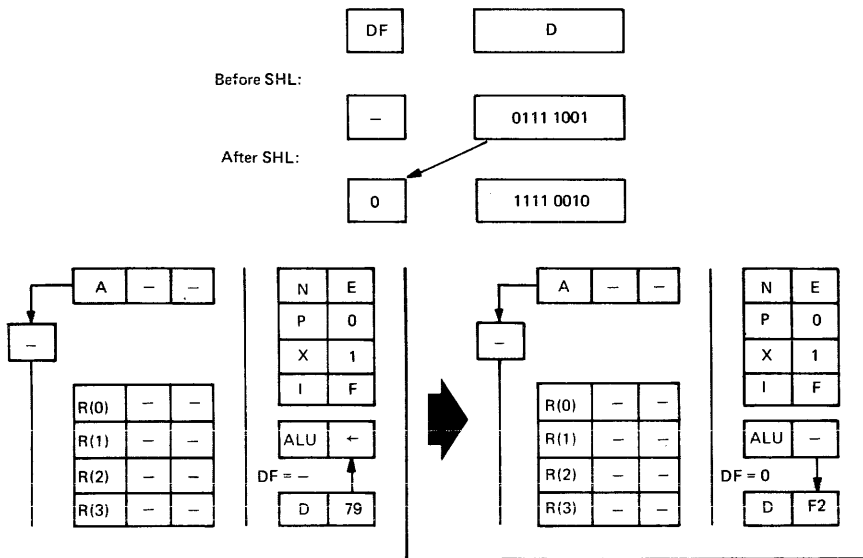 DF D
Before SHL:
– 0111 1001
After SHL:
0 1111 0010
A – –
–
R(0) – –
R(1) – –
R(2) – –
R(3) – –
N E
P 0
X 1
I F
ALU ←
DF = –
D 79
A – –
–
R(0) – –
R(1) – –
R(2) – –
R(3) – –
N E
P 0
X 1
I F
ALU –
DF = 0
D F2